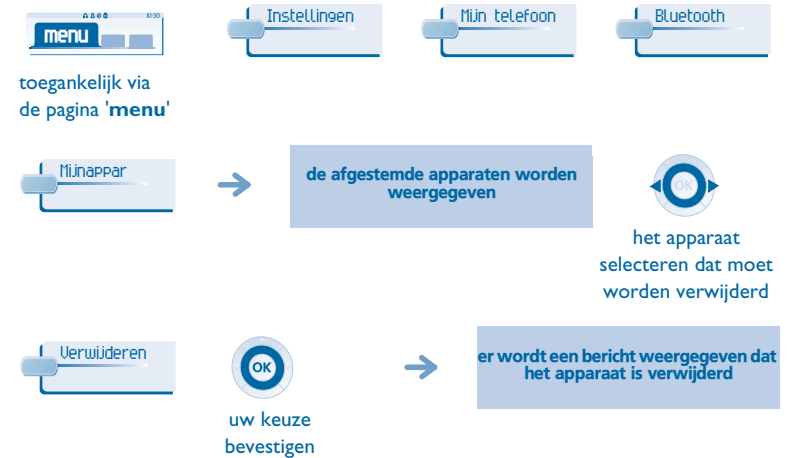 10:30
menu
Instellingen
Mijn telefoon
Bluetooth
toegankelijk via
de pagina 'menu'
Mijnappar
de afgestemde apparaten worden
weergegeven
OK
het apparaat
selecteren dat moet
worden verwijderd
Verwijderen
OK
er wordt een bericht weergegeven dat
het apparaat is verwijderd
uw keuze
bevestigen